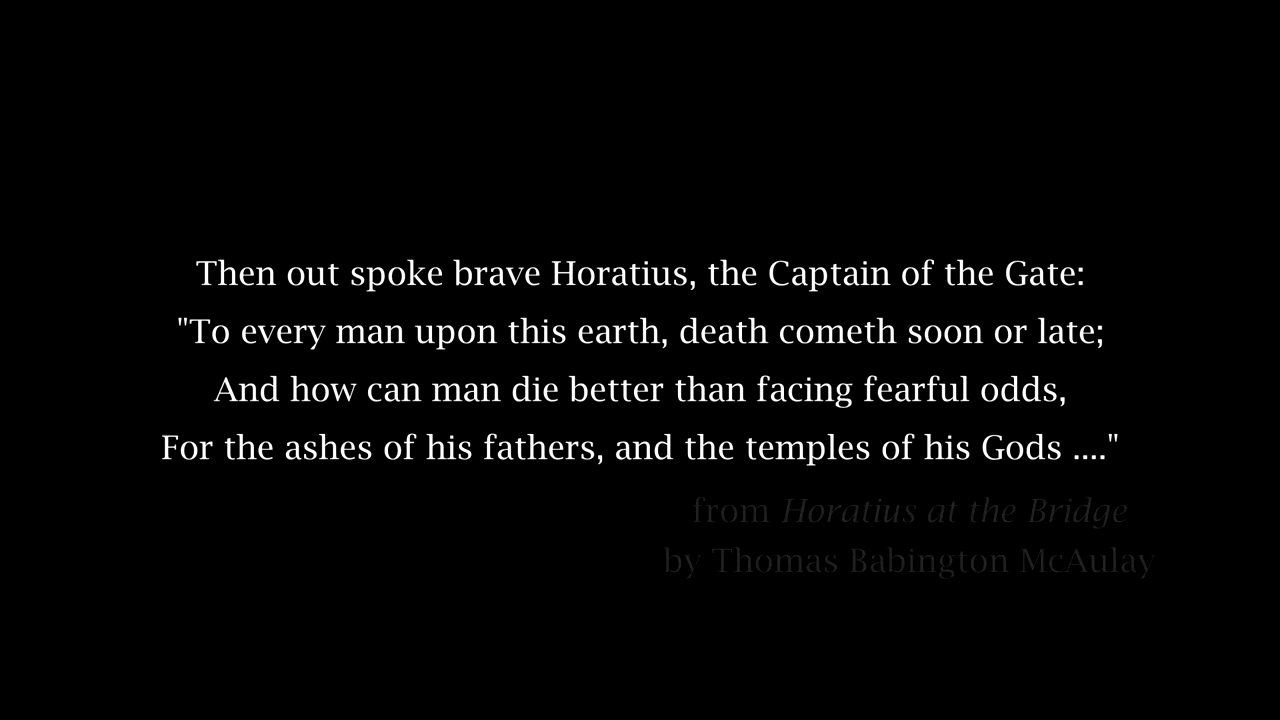 Then out spoke brave Horatius, the Captain of the Gate:
"To every man upon this earth, death cometh soon or late;
And how can man die better than facing fearful odds,
For the ashes of his fathers, and the temples of his Gods ...."
from Horatius at the Bridge
by Thomas Babington McAulay